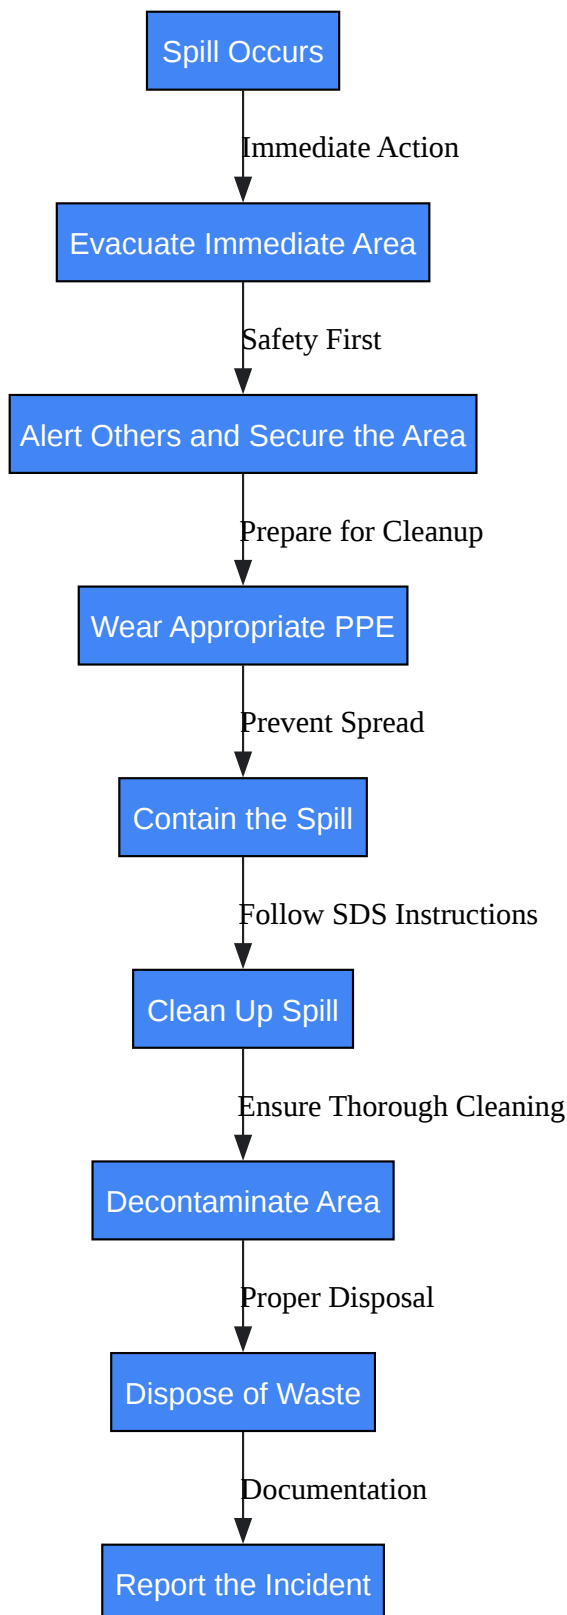 Spill Occurs
Immediate Action
Evacuate Immediate Area
Safety First
Alert Others and Secure the Area
Prepare for Cleanup
Wear Appropriate PPE
Prevent Spread
Contain the Spill
Follow SDS Instructions
Clean Up Spill
Ensure Thorough Cleaning
Decontaminate Area
Proper Disposal
Dispose of Waste
Documentation
Report the Incident